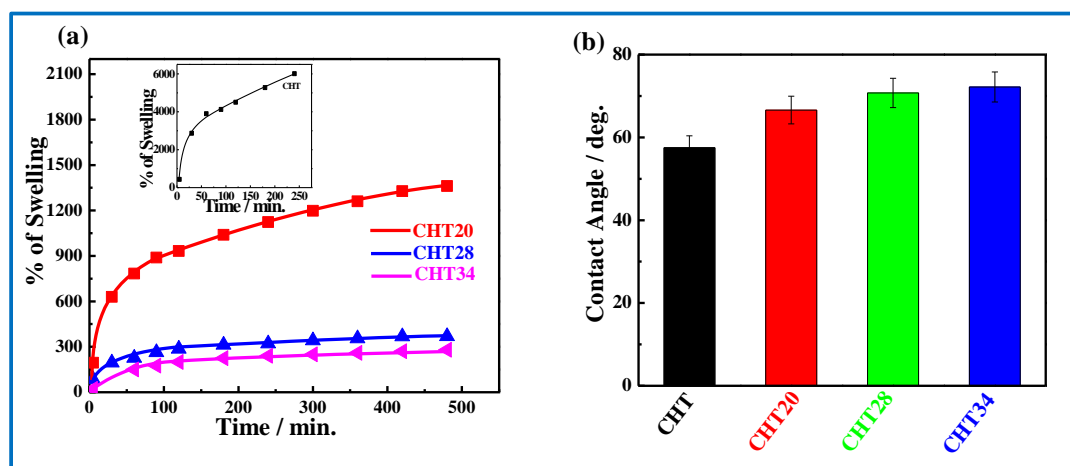 (a)
% of Swelling
2100
1800
1500
1200
900
600
300
0
0 100 200 300 400 500
Time / min.
% of Swelling
6000
4000
2000
0
0 50 100 150 200 250
Time / min.
CHT
CHT20
CHT28
CHT34
(b)
Contact Angle / deg.
80
60
40
20
0
CHT
CHT20
CHT28
CHT34